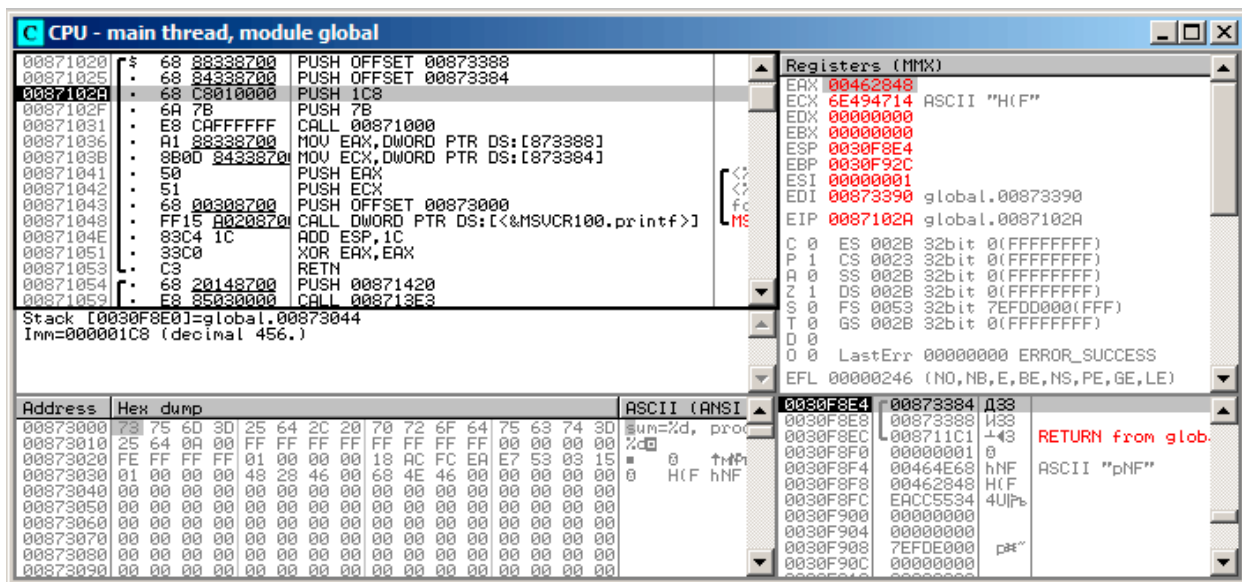 CPU - main thread, module global
00871020 $ 68 88338700 PUSH OFFSET 00873388
00871025 . 68 84338700 PUSH OFFSET 00873384
0087102A . 68 C8010000 PUSH 1C8
0087102F . 6A 7B PUSH 7B
00871031 . E8 CAFFFFFF CALL 00871000
00871036 . A1 88338700 MOV EAX,DWORD PTR DS:[873388]
0087103B . 8B0D 84338700 MOV ECX,DWORD PTR DS:[873384]
00871041 . 50 PUSH EAX
00871042 . 51 PUSH ECX
00871043 . 68 00308700 PUSH OFFSET 00873000
00871048 . FF15 A0208700 CALL DWORD PTR DS:[<&MSVCR100.printf>]
0087104E . 83C4 1C ADD ESP,1C
00871051 . 33C0 XOR EAX,EAX
00871053 . C3 RETN
00871054 . 68 20148700 PUSH 00871420
00871059 . E8 85030000 CALL 008713E3
Stack [0030F8E0]=global.00873044
Imm=000001C8 (decimal 456.)
Registers (MMX)
EAX 00462848
ECX 6E494714 ASCII "H(F"
EDX 00000000
EBX 00000000
ESP 0030F8E4
EBP 0030F92C
ESI 00000001
EDI 00873390 global.00873390
EIP 0087102A global.0087102A
C 0 ES 002B 32bit 0(FFFFFFFF)
P 1 CS 0023 32bit 0(FFFFFFFF)
A 0 SS 002B 32bit 0(FFFFFFFF)
Z 1 DS 002B 32bit 0(FFFFFFFF)
S 0 FS 0053 32bit 7EFDD000(FFF)
T 0 GS 002B 32bit 0(FFFFFFFF)
D 0
O 0 LastErr 00000000 ERROR_SUCCESS
EFL 00000246 (NO,NB,E,BE,NS,PE,GE,LE)
Address Hex dump ASCII (ANSI
00873000 73 75 6D 3D 25 64 2C 20 70 72 6F 64 75 63 74 3D sum=%d, prod
00873010 25 64 0A 00 FF FF FF FF FF FF FF FF 00 00 00 00 %d
00873020 FE FF FF FF 01 00 00 00 18 AC FC EA E7 53 03 15
00873030 01 00 00 00 48 28 46 00 68 4E 46 00 00 00 00 00 H(F hNF
00873040 00 00 00 00 00 00 00 00 00 00 00 00 00 00 00 00
00873050 00 00 00 00 00 00 00 00 00 00 00 00 00 00 00 00
00873060 00 00 00 00 00 00 00 00 00 00 00 00 00 00 00 00
00873070 00 00 00 00 00 00 00 00 00 00 00 00 00 00 00 00
00873080 00 00 00 00 00 00 00 00 00 00 00 00 00 00 00 00
00873090 00 00 00 00 00 00 00 00 00 00 00 00 00 00 00 00
0030F8E4 00873384 Д33
0030F8E8 00873388 И33
0030F8EC 008711C1 RETURN from glob
0030F8F0 00000001
0030F8F4 00464E68 hNF ASCII "pNF"
0030F8F8 00462848 H(F
0030F8FC EACC5534
0030F900 00000000
0030F904 00000000
0030F908 7EFDE000
0030F90C 00000000